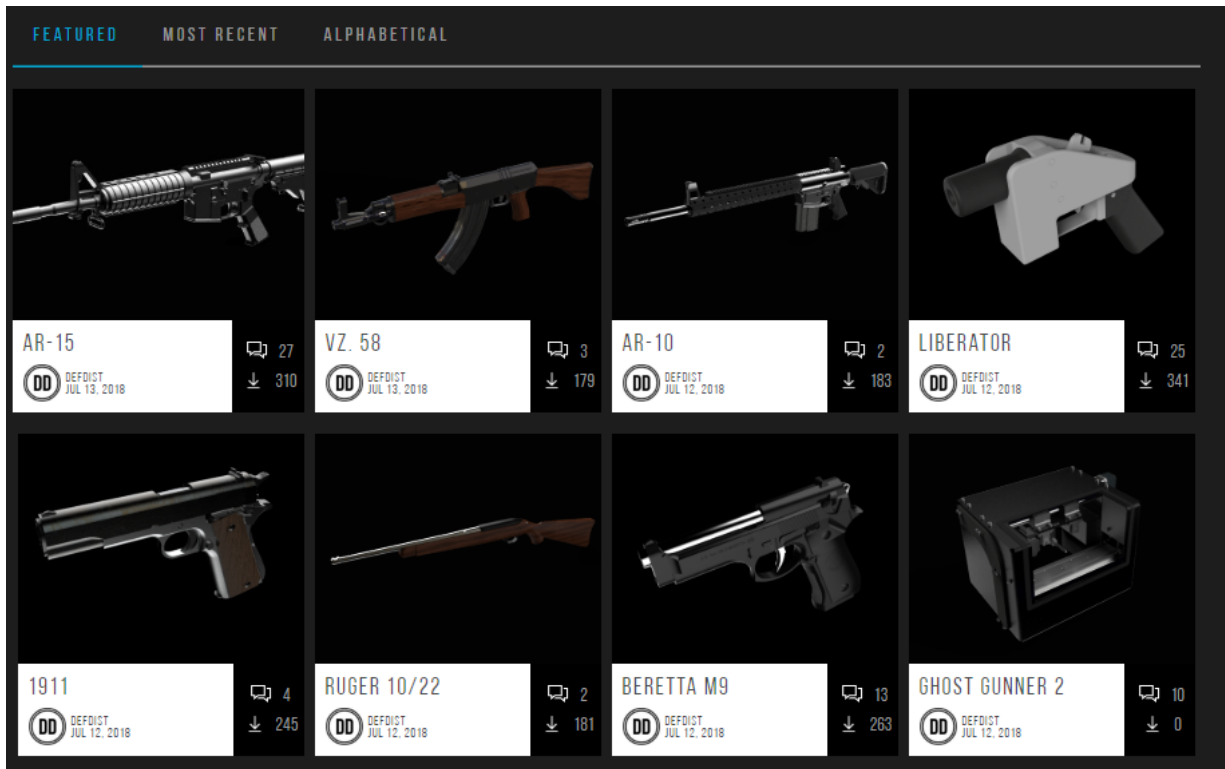 FEATURED MOST RECENT ALPHABETICAL
AR-15
27
DD DEFDIST
JUL 13, 2018
310
VZ. 58
3
DD DEFDIST
JUL 13, 2018
179
AR-10
2
DD DEFDIST
JUL 12, 2018
183
LIBERATOR
25
DD DEFDIST
JUL 12, 2018
341
1911
4
DD DEFDIST
JUL 12, 2018
245
RUGER 10/22
2
DD DEFDIST
JUL 12, 2018
181
BERETTA M9
13
DD DEFDIST
JUL 12, 2018
263
GHOST GUNNER 2
10
DD DEFDIST
JUL 12, 2018
0